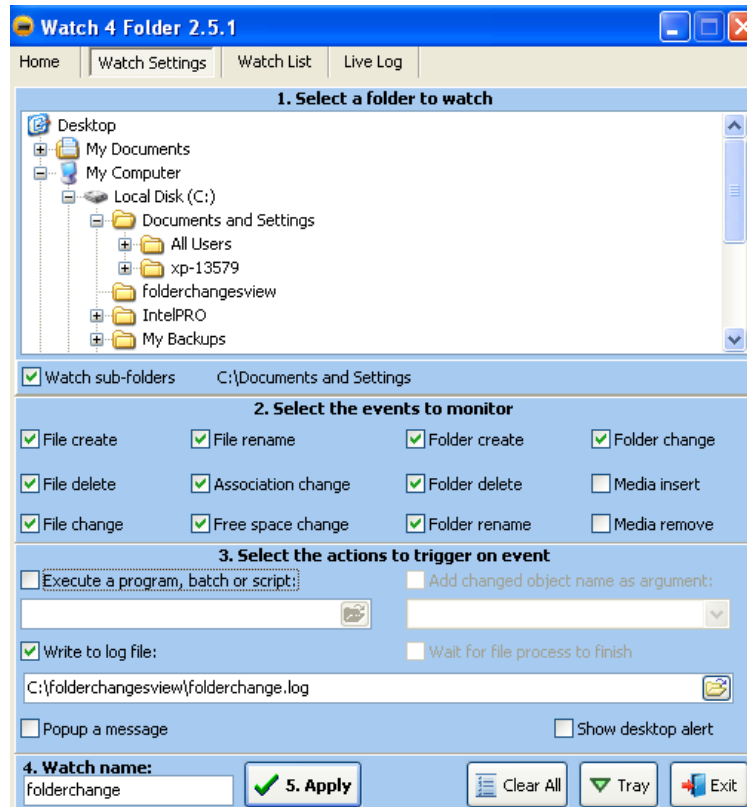 Watch 4 Folder 2.5.1
Home Watch Settings Watch List Live Log
1. Select a folder to watch
Desktop
My Documents
My Computer
Local Disk (C:)
Documents and Settings
All Users
xp-13579
folderchangesview
IntelPRO
My Backups
Watch sub-folders C:\Documents and Settings
2. Select the events to monitor
File create File rename Folder create Folder change
File delete Association change Folder delete Media insert
File change Free space change Folder rename Media remove
3. Select the actions to trigger on event
Execute a program, batch or script: Add changed object name as argument:
Write to log file: Wait for file process to finish
C:\folderchangesview\folderchange.log
Popup a message Show desktop alert
4. Watch name:
folderchange 5. Apply Clear All Tray Exit